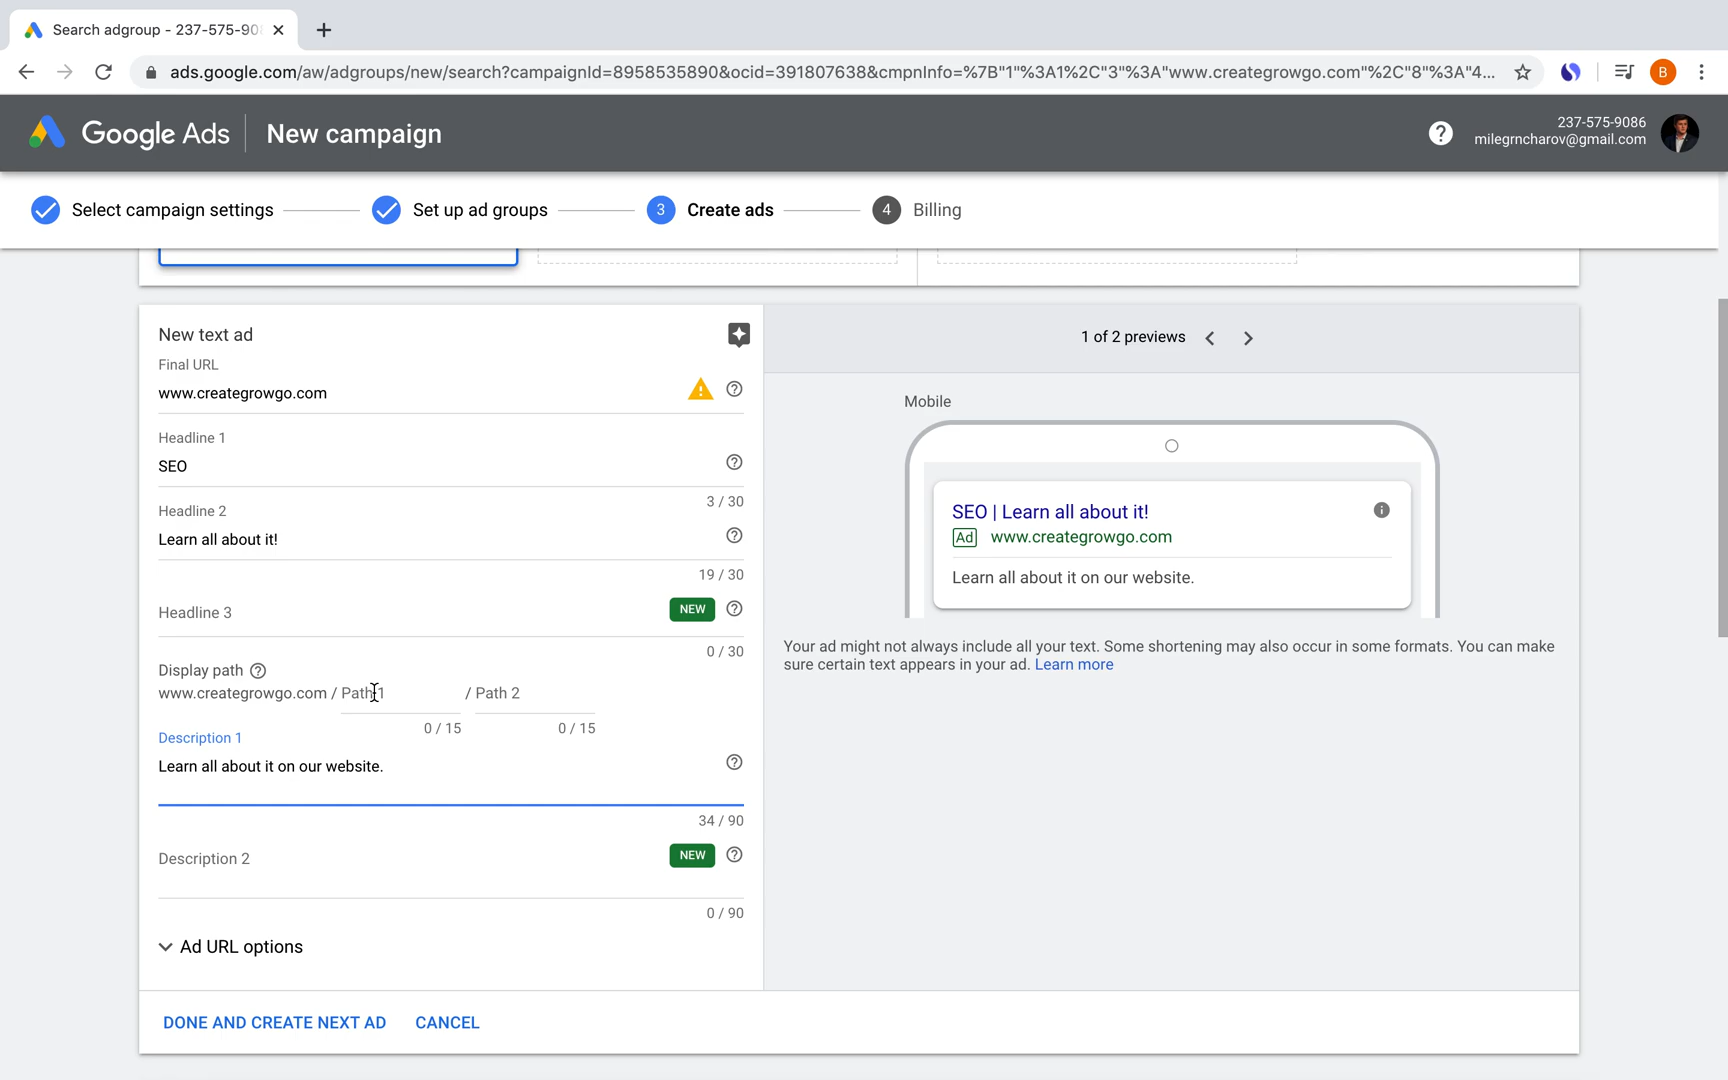 Search adgroup - 237-575-90
ads.google.com/aw/adgroups/new/search?campaignId=8958535890&ocid=391807638&cmpnInfo=%7B"1"%3A1%2C"3"%3A"www.creategrowgo.com"%2C"8"%3A"4...
B
Google Ads
New campaign
237-575-9086
milegrncharov@gmail.com
Select campaign settings
Set up ad groups
3 Create ads
4 Billing
New text ad
Final URL
www.creategrowgo.com
Headline 1
SEO
3 / 30
Headline 2
Learn all about it!
19 / 30
Headline 3
NEW
0 / 30
Display path
www.creategrowgo.com / Path 1 / Path 2
0 / 15 0 / 15
Description 1
Learn all about it on our website.
34 / 90
Description 2
NEW
0 / 90
Ad URL options
DONE AND CREATE NEXT AD CANCEL
1 of 2 previews
Mobile
SEO | Learn all about it!
Ad www.creategrowgo.com
Learn all about it on our website.
Your ad might not always include all your text. Some shortening may also occur in some formats. You can make
sure certain text appears in your ad. Learn more